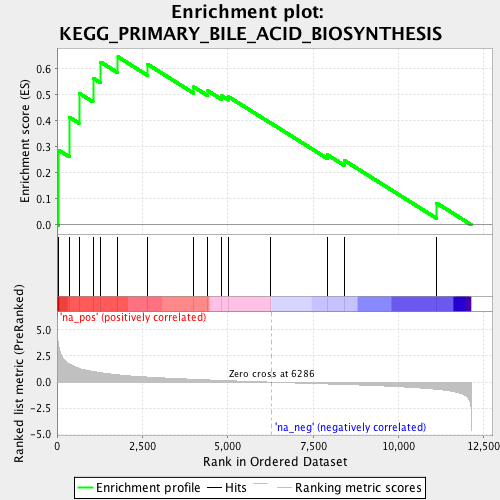 Enrichment plot:
KEGG_PRIMARY_BILE_ACID_BIOSYNTHESIS
Enrichment score (ES)
0.6
0.5
0.4
0.3
0.2
0.1
0.0
'na_pos' (positively correlated)
Ranked list metric (PreRanked)
5.0
2.5
0.0
-2.5
-5.0
Zero cross at 6286
'na_neg' (negatively correlated)
0
2,500
5,000
7,500
10,000
12,500
Rank in Ordered Dataset
Enrichment profile
Hits
Ranking metric scores